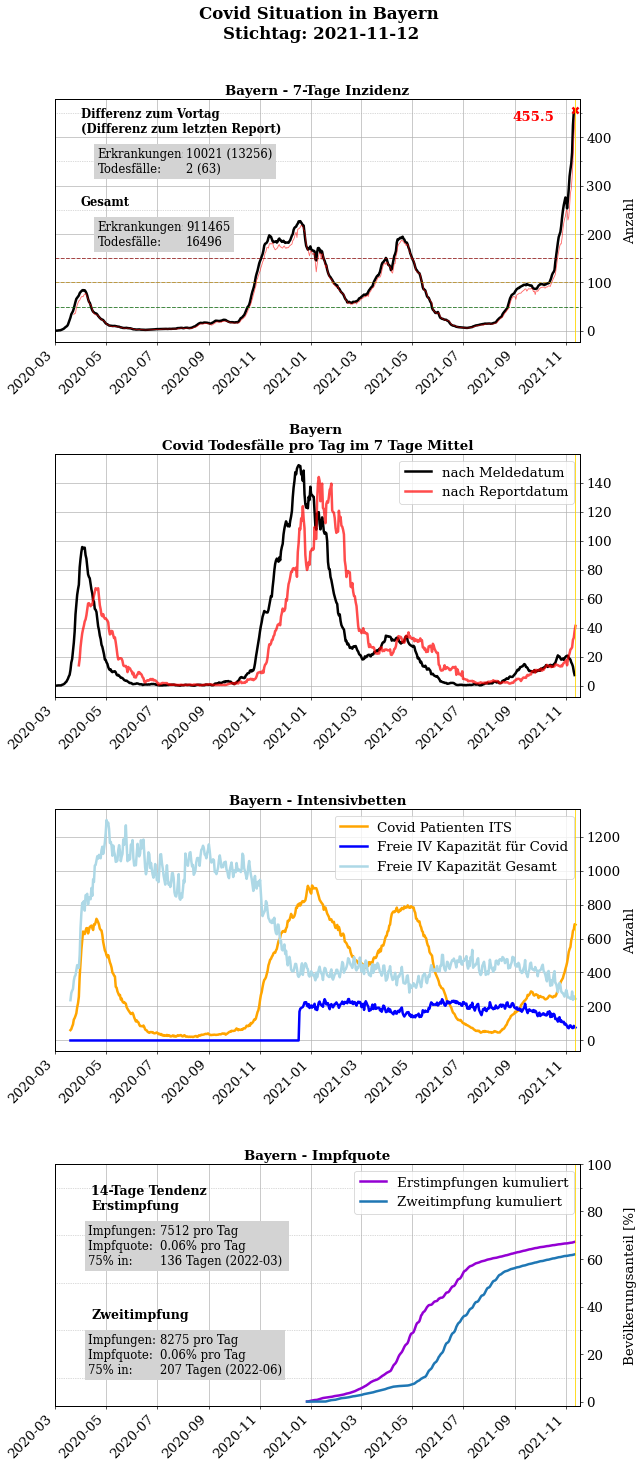 Covid Situation in Bayern
Stichtag: 2021-11-12
Bayern - 7-Tage Inzidenz
Differenz zum Vortag
(Differenz zum letzten Report)
Erkrankungen 10021 (13256)
Todesfälle: 2 (63)
Gesamt
Erkrankungen 911465
Todesfälle: 16496
455.5
400
300
200
100
0
Anzahl
2020-03 2020-05 2020-07 2020-09 2020-11 2021-01 2021-03 2021-05 2021-07 2021-09 2021-11
Bayern
Covid Todesfälle pro Tag im 7 Tage Mittel
nach Meldedatum
nach Reportdatum
140
120
100
80
60
40
20
0
2020-03 2020-05 2020-07 2020-09 2020-11 2021-01 2021-03 2021-05 2021-07 2021-09 2021-11
Bayern - Intensivbetten
Covid Patienten ITS
Freie IV Kapazität für Covid
Freie IV Kapazität Gesamt
1200
1000
800
600
400
200
0
Anzahl
2020-03 2020-05 2020-07 2020-09 2020-11 2021-01 2021-03 2021-05 2021-07 2021-09 2021-11
Bayern - Impfquote
14-Tage Tendenz
Erstimpfung
Impfungen: 7512 pro Tag
Impfquote: 0.06% pro Tag
75% in: 136 Tagen (2022-03)
Zweitimpfung
Impfungen: 8275 pro Tag
Impfquote: 0.06% pro Tag
75% in: 207 Tagen (2022-06)
Erstimpfungen kumuliert
Zweitimpfung kumuliert
100
80
60
40
20
0
Bevölkerungsanteil [%]
2020-03 2020-05 2020-07 2020-09 2020-11 2021-01 2021-03 2021-05 2021-07 2021-09 2021-11